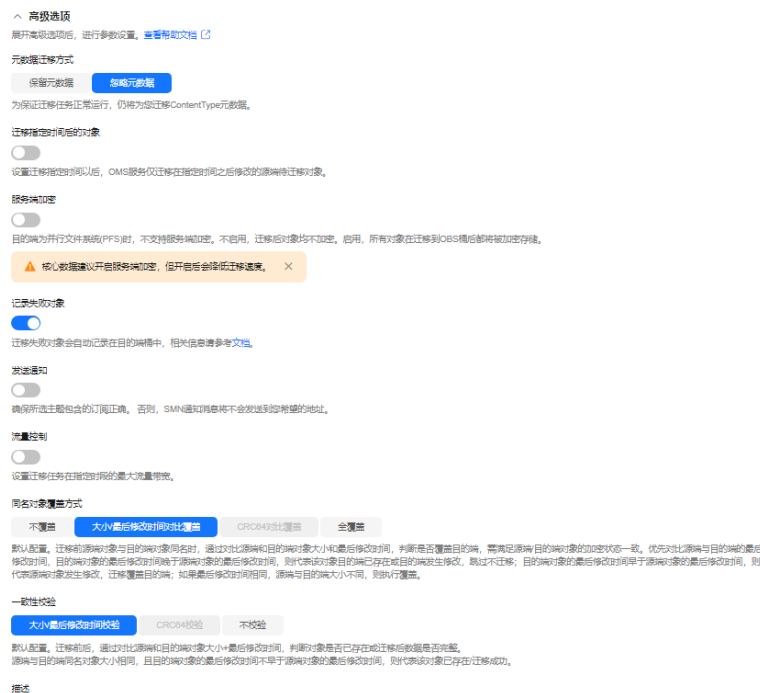 高级选项
展开高级选项后，进行参数设置。查看帮助文档
元数据迁移方式
保留元数据 忽略元数据
为保证迁移任务正常运行，仍将为您迁移ContentType元数据。
迁移指定时间后的对象
设置迁移指定时间以后，OMS服务仅迁移在指定时间之后修改的源端待迁移对象。
服务端加密
目的端为并行文件系统(PFS)时，不支持服务端加密。不启用，迁移后对象均不加密。启用，所有对象在迁移到OBS桶后都将被加密存储。
核心数据建议开启服务端加密，但开启后会降低迁移速度。
记录失败对象
迁移失败对象会自动记录在目的端桶中，相关信息请参考文档。
发送通知
确保所选主题包含的订阅正确。 否则，SMN通知消息将不会发送到您希望的地址。
流量控制
设置迁移任务在指定时段的最大流量带宽。
同名对象覆盖方式
不覆盖 大小/最后修改时间对比覆盖 CRC64对比覆盖 全覆盖
默认配置。迁移前源端对象与目的端对象同名时，通过对比源端和目的端对象大小和最后修改时间，判断是否覆盖目的端，需满足源端/目的端对象的加密状态一致。优先对比源端与目的端的最后
修改时间，目的端对象的最后修改时间晚于源端对象的最后修改时间，则代表该对象目的端已存在或目的端发生修改，跳过不迁移；目的端对象的最后修改时间早于源端对象的最后修改时间，则
代表源端对象发生修改，迁移覆盖目的端；如果最后修改时间相同，源端与目的端大小不同，则执行覆盖。
一致性校验
大小/最后修改时间校验 CRC64校验 不校验
默认配置。迁移前后，通过对比源端和目的端对象大小+最后修改时间，判断对象是否已存在或迁移后数据是否完整。
源端与目的端同名对象大小相同，且目的端对象的最后修改时间不早于源端对象的最后修改时间，则代表该对象已存在/迁移成功。
描述